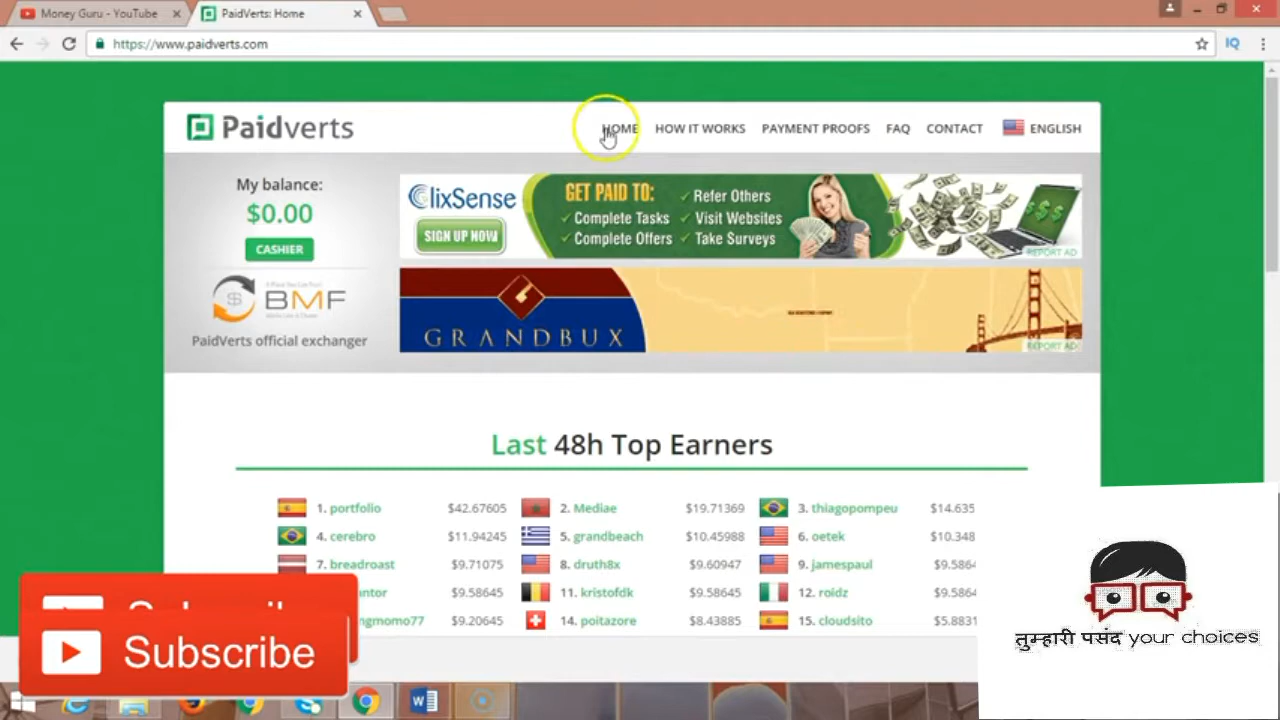 Money Guru - YouTube
PaidVerts: Home
https://www.paidverts.com
IQ
Paidverts
HOME HOW IT WORKS PAYMENT PROOFS FAQ CONTACT ENGLISH
My balance:
$0.00
CASHIER
BMF
PaidVerts official exchanger
ClixSense
SIGN UP NOW
GET PAID TO:
✓ Complete Tasks
✓ Complete Offers
✓ Refer Others
✓ Visit Websites
✓ Take Surveys
REPORT AD
GRANDBUX
REPORT AD
Last 48h Top Earners
1. portfolio $42.67605 2. Mediae $19.71369 3. thiagopompeu $14.635
4. cerebro $11.94245 5. grandbeach $10.45988 6. oetek $10.348
7. breadroast $9.71075 8. druth8x $9.60947 9. jamespaul $9.5864
antor $9.58645 11. kristofdk $9.58645 12. roidz $9.5864
ngmomo77 $9.20645 14. poitazore $8.43885 15. cloudsito $5.8831
Subscribe
तुम्हारी पसंद your choices